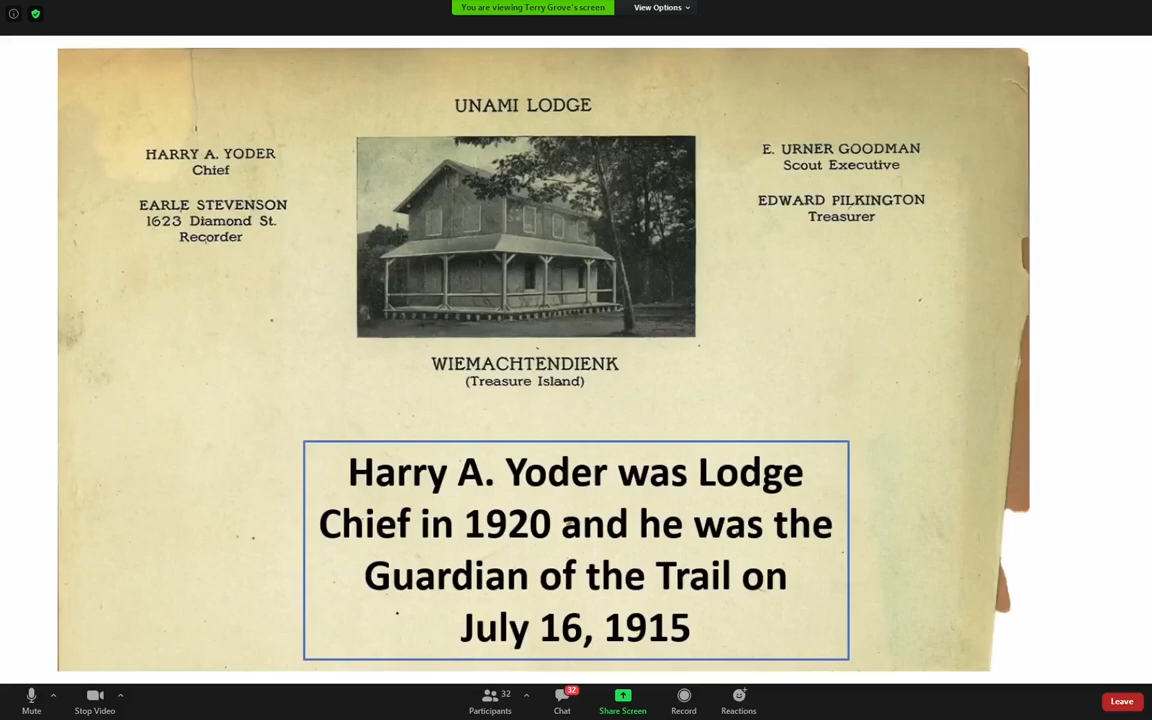 You are viewing Terry Grove's screen
View Options
UNAMI LODGE
HARRY A. YODER
Chief
EARLE STEVENSON
1623 Diamond St.
Recorder
E. URNER GOODMAN
Scout Executive
EDWARD PILKINGTON
Treasurer
WIEMACHTENDIENK
(Treasure Island)
Harry A. Yoder was Lodge
Chief in 1920 and he was the
Guardian of the Trail on
July 16, 1915
Mute
Stop Video
Participants
32
Chat
32
Share Screen
Record
Reactions
Leave